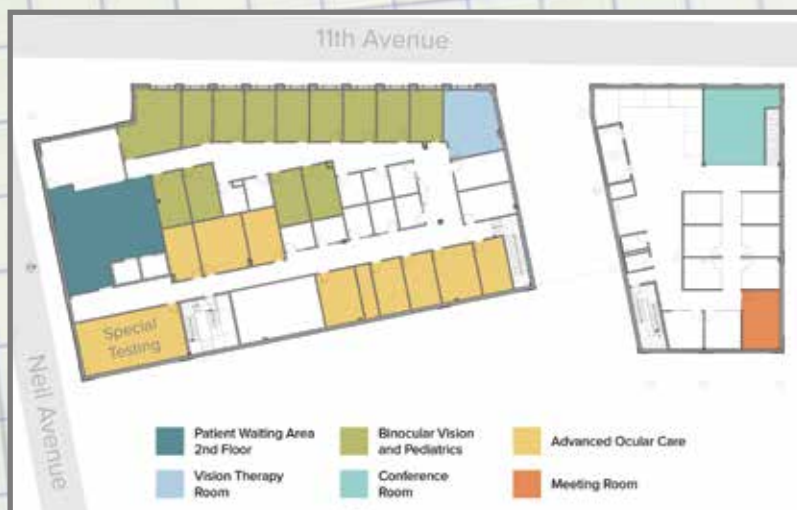 11th Avenue
Special
Testing
Neil Avenue
Patient Waiting Area
2nd Floor
Binocular Vision
and Pediatrics
Advanced Ocular Care
Vision Therapy
Room
Conference
Room
Meeting Room